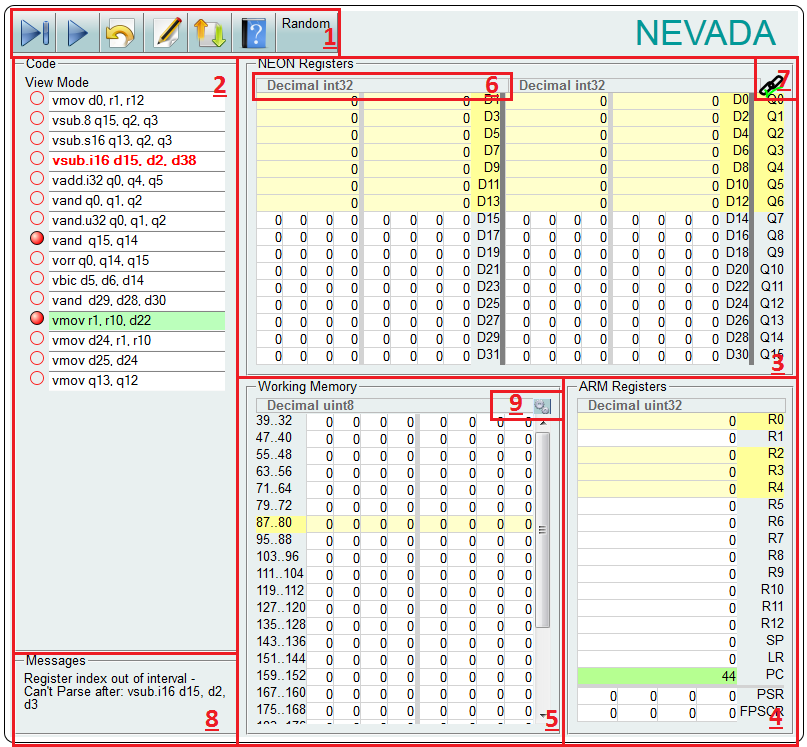 Random
1
NEVADA
Code
2
View Mode
vmov d0, r1, r12
vsub.8 q15, q2, q3
vsub.s16 q13, q2, q3
vsub.i16 d15, d2, d38
vadd.i32 q0, q4, q5
vand q0, q1, q2
vand.u32 q0, q1, q2
vand q15, q14
vorr q0, q14, q15
vbic d5, d6, d14
vand d29, d28, d30
vmov r1, r10, d22
vmov d24, r1, r10
vmov d25, d24
vmov q13, q12
NEON Registers
7
Decimal int32 6 Decimal int32
0 0 D1 0 0 D0 Q0
0 0 D3 0 0 D2 Q1
0 0 D5 0 0 D4 Q2
0 0 D7 0 0 D6 Q3
0 0 D9 0 0 D8 Q4
0 0 D11 0 0 D10 Q5
0 0 D13 0 0 D12 Q6
0 0 0 0 0 0 0 0 D15 0 0 0 0 0 0 0 0 D14 Q7
0 0 0 0 0 0 0 0 D17 0 0 0 0 0 0 0 0 D16 Q8
0 0 0 0 0 0 0 0 D19 0 0 0 0 0 0 0 0 D18 Q9
0 0 0 0 0 0 0 0 D21 0 0 0 0 0 0 0 0 D20 Q10
0 0 0 0 0 0 0 0 D23 0 0 0 0 0 0 0 0 D22 Q11
0 0 0 0 0 0 0 0 D25 0 0 0 0 0 0 0 0 D24 Q12
0 0 0 0 0 0 0 0 D27 0 0 0 0 0 0 0 0 D26 Q13
0 0 0 0 0 0 0 0 D29 0 0 0 0 0 0 0 0 D28 Q14
0 0 0 0 0 0 0 0 D31 0 0 0 0 0 0 0 0 D30 Q15
3
Working Memory
Decimal uint8 9
39..32 0 0 0 0 0 0 0 0
47..40 0 0 0 0 0 0 0 0
55..48 0 0 0 0 0 0 0 0
63..56 0 0 0 0 0 0 0 0
71..64 0 0 0 0 0 0 0 0
79..72 0 0 0 0 0 0 0 0
87..80 0 0 0 0 0 0 0 0
95..88 0 0 0 0 0 0 0 0
103..96 0 0 0 0 0 0 0 0
111..104 0 0 0 0 0 0 0 0
119..112 0 0 0 0 0 0 0 0
127..120 0 0 0 0 0 0 0 0
135..128 0 0 0 0 0 0 0 0
143..136 0 0 0 0 0 0 0 0
151..144 0 0 0 0 0 0 0 0
159..152 0 0 0 0 0 0 0 0
167..160 0 0 0 0 0 0 0 0
175..168 0 0 0 0 0 0 0 0
5
ARM Registers
Decimal uint32
0 R0
0 R1
0 R2
0 R3
0 R4
0 R5
0 R6
0 R7
0 R8
0 R9
0 R10
0 R11
0 R12
0 SP
0 LR
44 PC
0 0 0 0 PSR
0 0 0 0 FPSCR
4
Messages
Register index out of interval -
Can't Parse after: vsub.i16 d15, d2,
d3
8